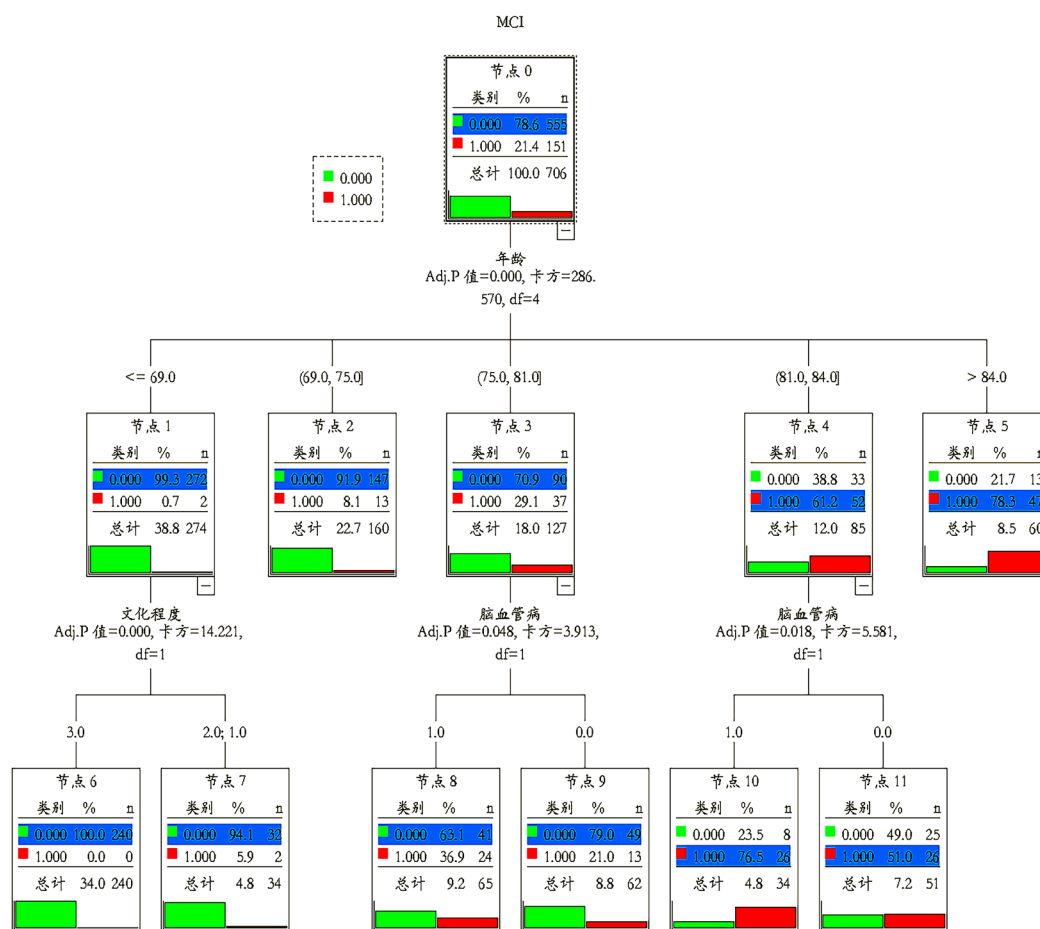 MCI
节点 0
类别 % n
0.000 78.6 555
1.000 21.4 151
总计 100.0 706
0.000
1.000
年龄
Adj.P 值=0.000, 卡方=286.
570, df=4
<= 69.0
(69.0, 75.0]
(75.0, 81.0]
(81.0, 84.0]
> 84.0
节点 1
类别 % n
0.000 99.3 272
1.000 0.7 2
总计 38.8 274
节点 2
类别 % n
0.000 91.9 147
1.000 8.1 13
总计 22.7 160
节点 3
类别 % n
0.000 70.9 90
1.000 29.1 37
总计 18.0 127
节点 4
类别 % n
0.000 38.8 33
1.000 61.2 52
总计 12.0 85
节点 5
类别 % n
0.000 21.7 13
1.000 78.3 47
总计 8.5 60
文化程度
Adj.P 值=0.000, 卡方=14.221,
df=1
脑血管病
Adj.P 值=0.048, 卡方=3.913,
df=1
脑血管病
Adj.P 值=0.018, 卡方=5.581,
df=1
3.0
2.0; 1.0
1.0
0.0
1.0
0.0
节点 6
类别 % n
0.000 100.0 240
1.000 0.0 0
总计 34.0 240
节点 7
类别 % n
0.000 94.1 32
1.000 5.9 2
总计 4.8 34
节点 8
类别 % n
0.000 63.1 41
1.000 36.9 24
总计 9.2 65
节点 9
类别 % n
0.000 79.0 49
1.000 21.0 13
总计 8.8 62
节点 10
类别 % n
0.000 23.5 8
1.000 76.5 26
总计 4.8 34
节点 11
类别 % n
0.000 49.0 25
1.000 51.0 26
总计 7.2 51